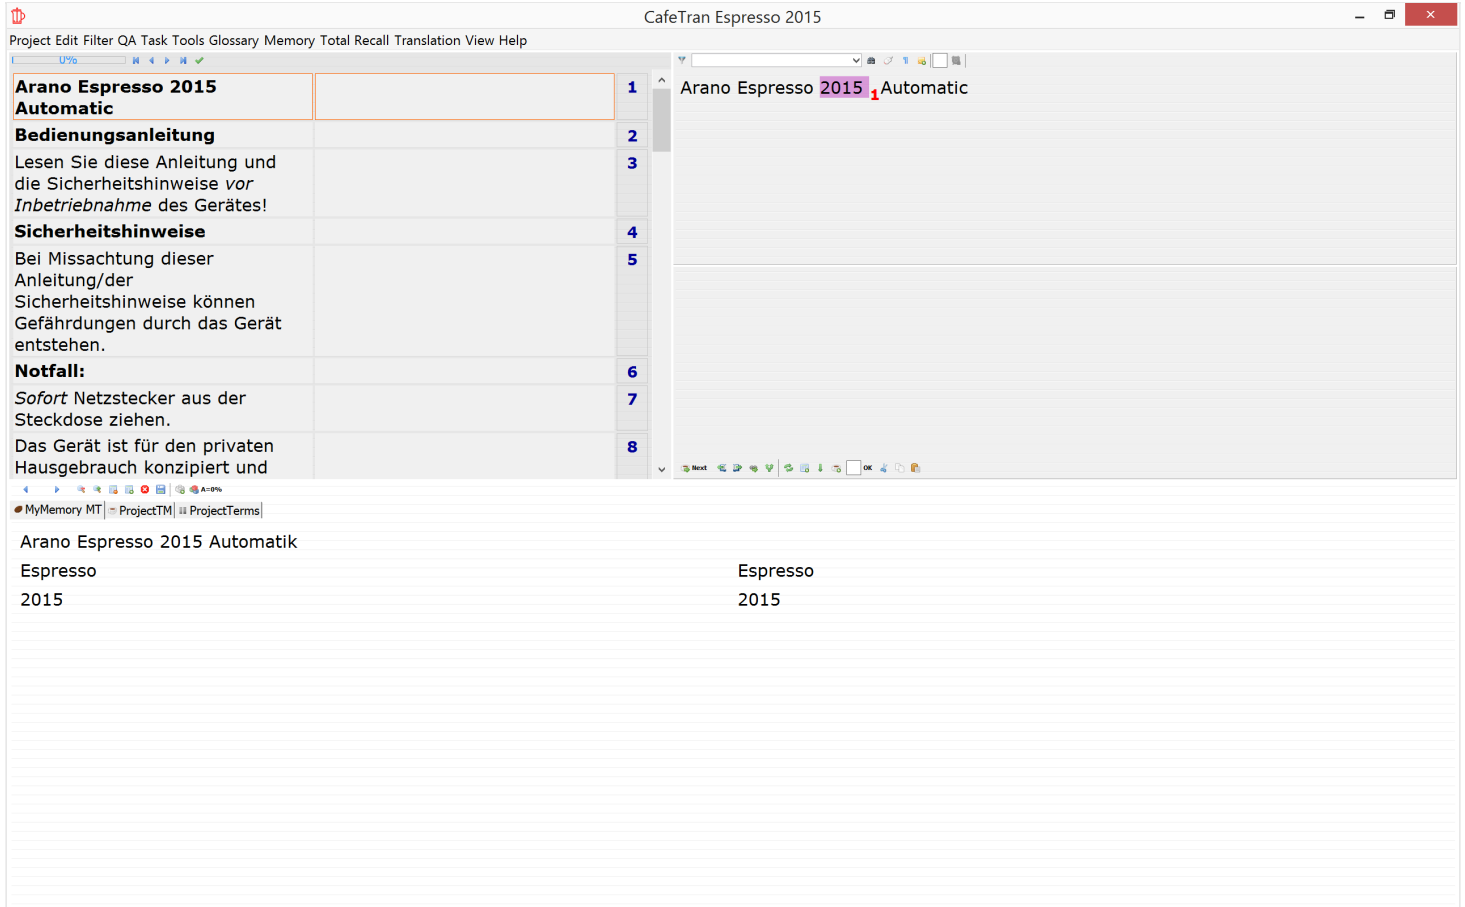 CafeTran Espresso 2015
Project Edit Filter QA Task Tools Glossary Memory Total Recall Translation View Help
0%
Arano Espresso 2015
Automatic
1
Bedienungsanleitung
2
Lesen Sie diese Anleitung und
die Sicherheitshinweise vor
Inbetriebnahme des Gerätes!
3
Sicherheitshinweise
4
Bei Missachtung dieser
Anleitung/der
Sicherheitshinweise können
Gefährdungen durch das Gerät
entstehen.
5
Notfall:
6
Sofort Netzstecker aus der
Steckdose ziehen.
7
Das Gerät ist für den privaten
Hausgebrauch konzipiert und
8
Arano Espresso 2015 1 Automatic
Next
OK
A=0%
MyMemory MT ProjectTM ProjectTerms
Arano Espresso 2015 Automatik
Espresso Espresso
2015 2015